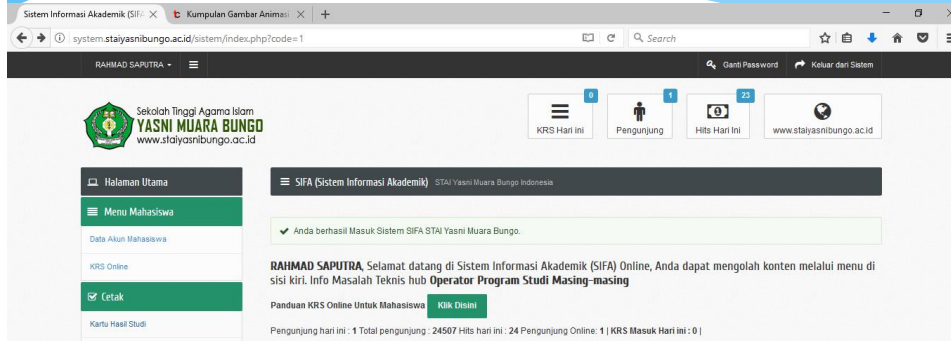 Sistem Informasi Akademik (SIFA
Kumpulan Gambar Animasi
system.staiyasnibungo.ac.id/sistem/index.php?code=1
Search
RAHMAD SAPUTRA
Ganti Password
Keluar dari Sistem
Sekolah Tinggi Agama Islam
YASNI MUARA BUNGO
www.staiyasnibungo.ac.id
0
KRS Hari ini
1
Pengunjung
23
Hits Hari Ini
www.staiyasnibungo.ac.id
Halaman Utama
Menu Mahasiswa
Data Akun Mahasiswa
KRS Online
Cetak
Kartu Hasil Studi
SIFA (Sistem Informasi Akademik) STAI Yasni Muara Bungo Indonesia
Anda berhasil Masuk Sistem SIFA STAI Yasni Muara Bungo.
RAHMAD SAPUTRA, Selamat datang di Sistem Informasi Akademik (SIFA) Online, Anda dapat mengolah konten melalui menu di
sisi kiri. Info Masalah Teknis hub Operator Program Studi Masing-masing
Panduan KRS Online Untuk Mahasiswa Klik Disini
Pengunjung hari ini : 1 Total pengunjung : 24507 Hits hari ini : 24 Pengunjung Online: 1 | KRS Masuk Hari ini : 0 |